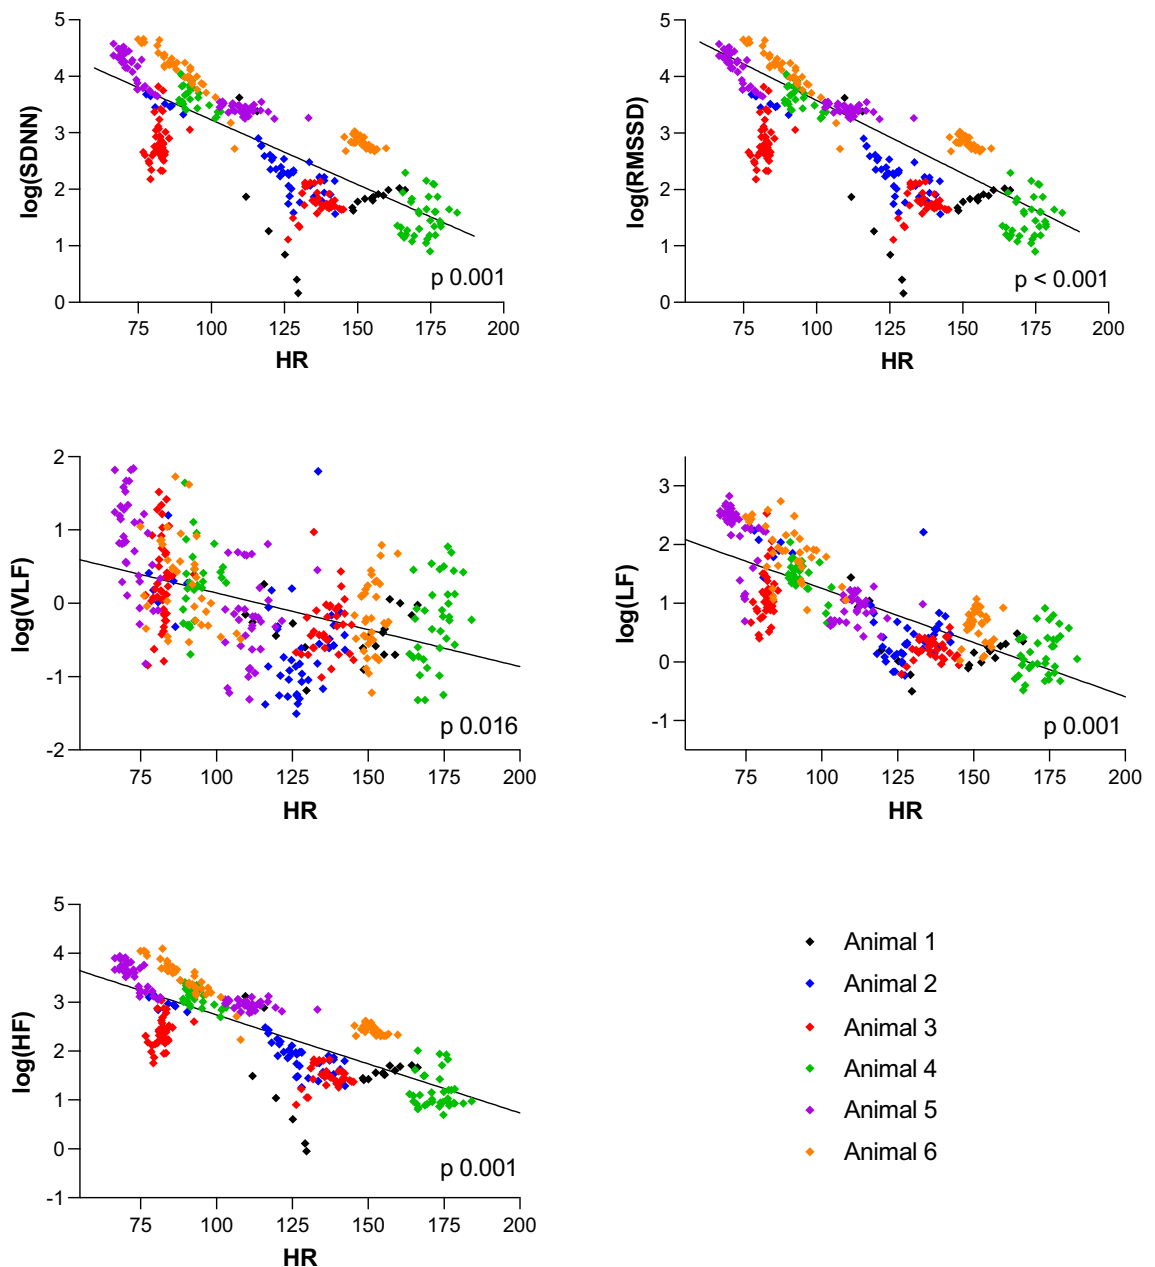 5
4
3
2
1
0
log(SDNN)
p 0.001
75
100
125
150
175
200
HR
5
4
3
2
1
0
log(RMSSD)
p < 0.001
75
100
125
150
175
200
HR
2
1
0
-1
-2
log(VLF)
p 0.016
75
100
125
150
175
200
HR
3
2
1
0
-1
log(LF)
p 0.001
75
100
125
150
175
200
HR
5
4
3
2
1
0
-1
log(HF)
p 0.001
75
100
125
150
175
200
HR
Animal 1
Animal 2
Animal 3
Animal 4
Animal 5
Animal 6